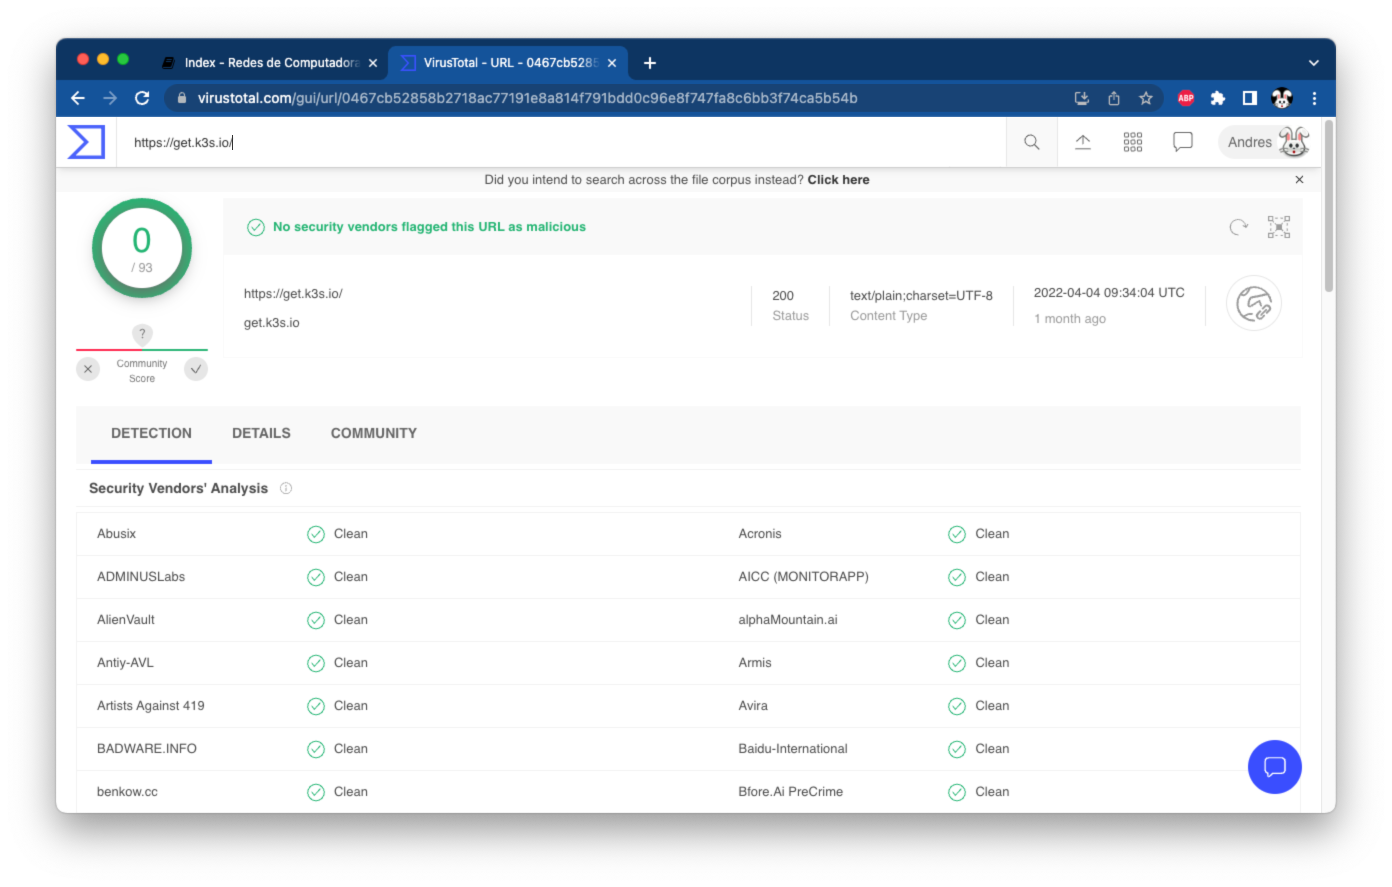 Index - Redes de Computadora
VirusTotal - URL - 0467cb5285
virustotal.com/gui/url/0467cb52858b2718ac77191e8a814f791bdd0c96e8f747fa8c6bb3f74ca5b54b
ABP
https://get.k3s.io/
Andres
Did you intend to search across the file corpus instead? Click here
0
/ 93
No security vendors flagged this URL as malicious
https://get.k3s.io/
get.k3s.io
200
Status
text/plain;charset=UTF-8
Content Type
2022-04-04 09:34:04 UTC
1 month ago
?
Community
Score
DETECTION DETAILS COMMUNITY
Security Vendors' Analysis
Abusix Clean Acronis Clean
ADMINUSLabs Clean AICC (MONITORAPP) Clean
AlienVault Clean alphaMountain.ai Clean
Antiy-AVL Clean Armis Clean
Artists Against 419 Clean Avira Clean
BADWARE.INFO Clean Baidu-International Clean
benkow.cc Clean Bfore.Ai PreCrime Clean